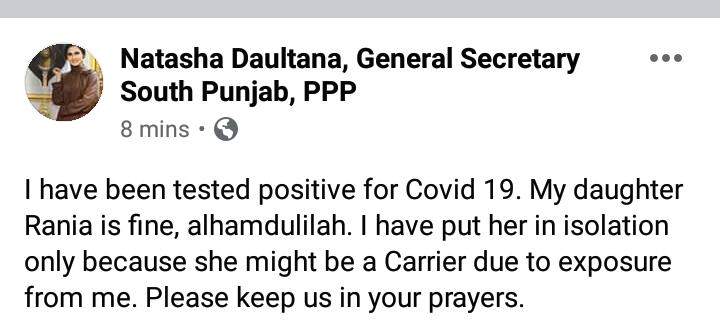 Natasha Daultana, General Secretary
South Punjab, PPP
8 mins •
I have been tested positive for Covid 19. My daughter
Rania is fine, alhamdulilah. I have put her in isolation
only because she might be a Carrier due to exposure
from me. Please keep us in your prayers.